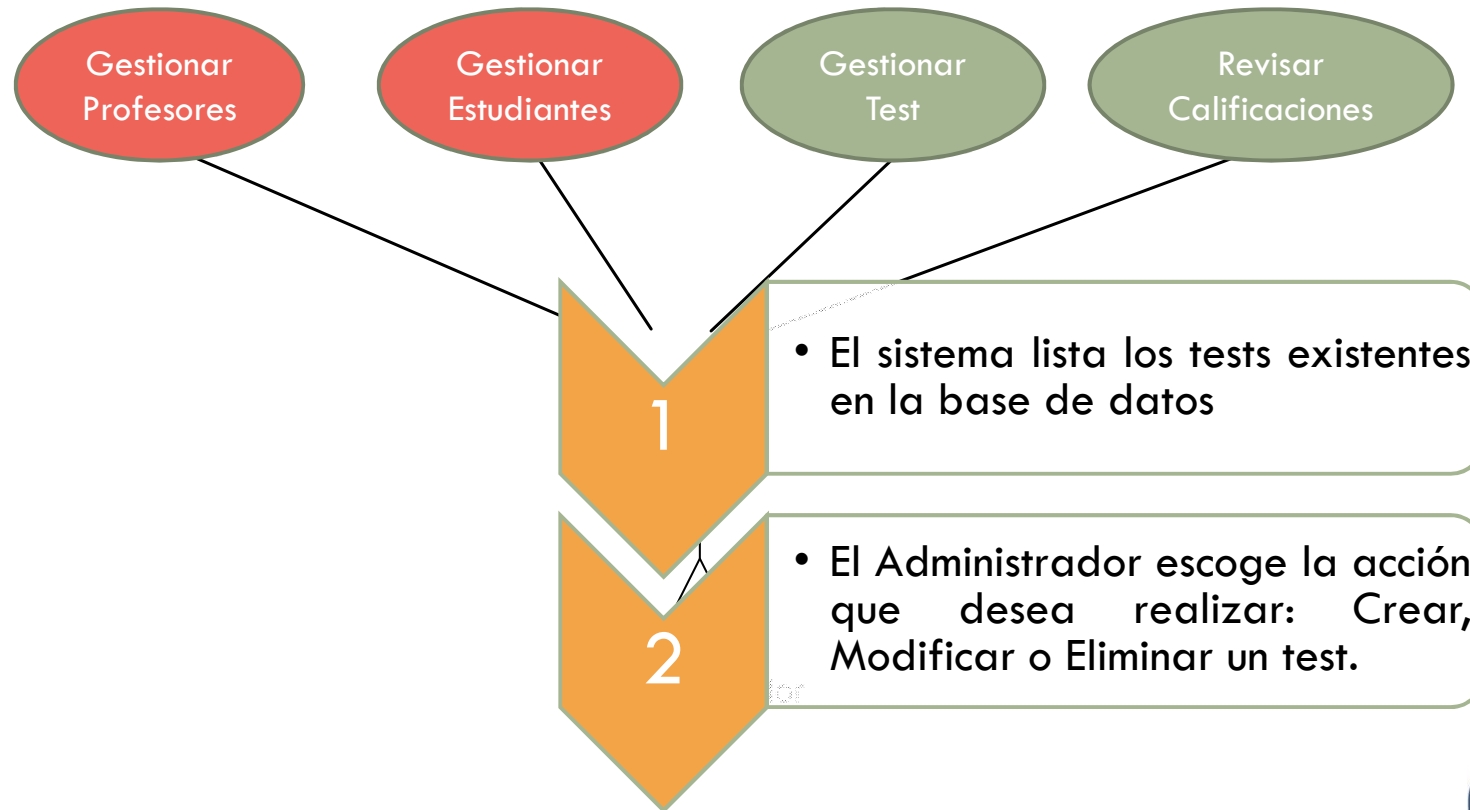 Gestionar
Profesores
Gestionar
Estudiantes
Gestionar
Test
Revisar
Calificaciones
1
• El sistema lista los tests existentes
en la base de datos
2
• El Administrador escoge la acción
que desea realizar: Crear,
Modificar o Eliminar un test.